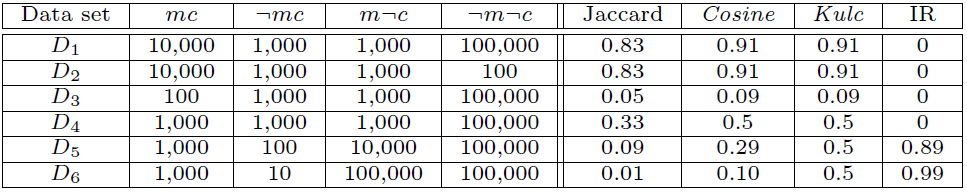 Data set mc ¬mc m¬c ¬m¬c Jaccard Cosine Kulc IR
D₁ 10,000 1,000 1,000 100,000 0.83 0.91 0.91 0
D₂ 10,000 1,000 1,000 100 0.83 0.91 0.91 0
D₃ 100 1,000 1,000 100,000 0.05 0.09 0.09 0
D₄ 1,000 1,000 1,000 100,000 0.33 0.5 0.5 0
D₅ 1,000 100 10,000 100,000 0.09 0.29 0.5 0.89
D₆ 1,000 10 100,000 100,000 0.01 0.10 0.5 0.99